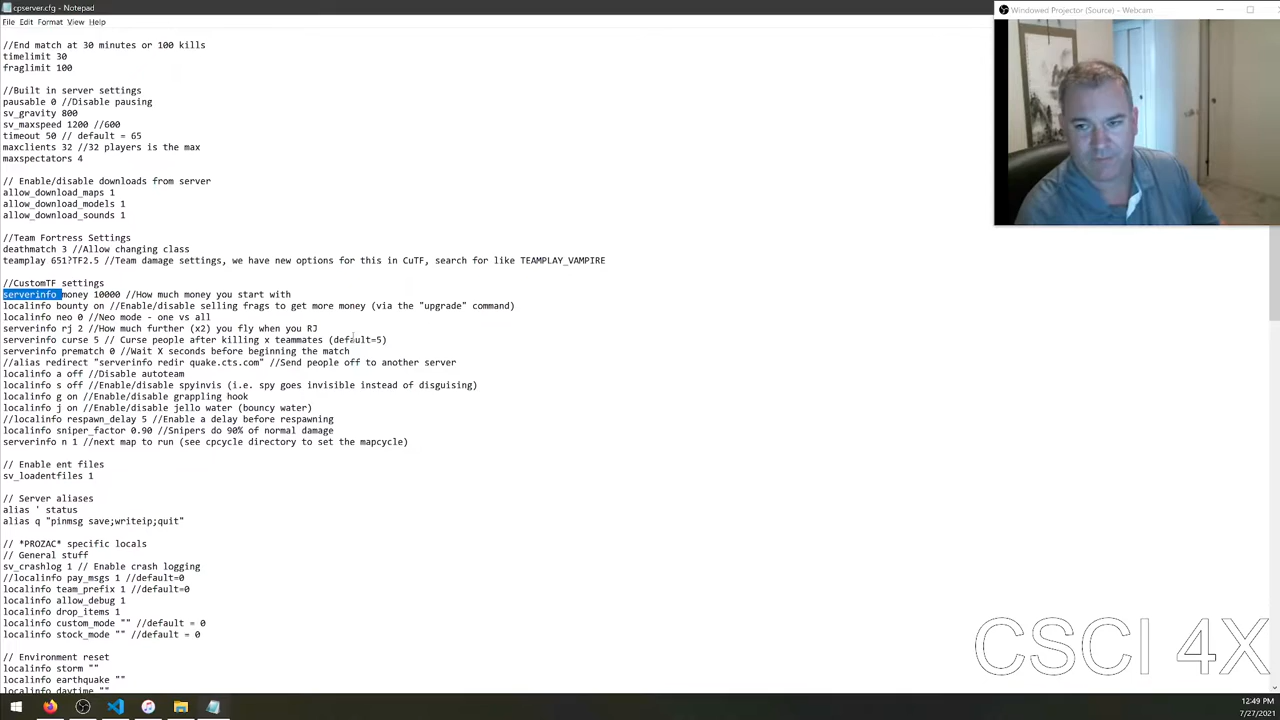 cpserver.cfg - Notepad
File Edit Format View Help
Windowed Projector (Source) - Webcam
//End match at 30 minutes or 100 kills
timelimit 30
fraglimit 100
//Built in server settings
pausable 0 //Disable pausing
sv_gravity 800
sv_maxspeed 1200 //600
timeout 50 // default = 65
maxclients 32 //32 players is the max
maxspectators 4
// Enable/disable downloads from server
allow_download_maps 1
allow_download_models 1
allow_download_sounds 1
//Team Fortress Settings
deathmatch 3 //Allow changing class
teamplay 651?TF2.5 //Team damage settings, we have new options for this in CuTF, search for like TEAMPLAY_VAMPIRE
//CustomTF settings
serverinfo money 10000 //How much money you start with
localinfo bounty on //Enable/disable selling frags to get more money (via the "upgrade" command)
localinfo neo 0 //Neo mode - one vs all
serverinfo rj 2 //How much further (x2) you fly when you RJ
serverinfo curse 5 // Curse people after killing x teammates (default=5)
serverinfo prematch 0 //Wait X seconds before beginning the match
//alias redirect "serverinfo redir quake.cts.com" //Send people off to another server
localinfo a off //Disable autoteam
localinfo s off //Enable/disable spyinvis (i.e. spy goes invisible instead of disguising)
localinfo g on //Enable/disable grappling hook
localinfo j on //Enable/disable jello water (bouncy water)
//localinfo respawn_delay 5 //Enable a delay before respawning
localinfo sniper_factor 0.90 //Snipers do 90% of normal damage
serverinfo n 1 //next map to run (see cpcycle directory to set the mapcycle)
// Enable ent files
sv_loadentfiles 1
// Server aliases
alias ' status
alias q "pinmsg save;writeip;quit"
// *PROZAC* specific locals
// General stuff
sv_crashlog 1 // Enable crash logging
//localinfo pay_msgs 1 //default=0
localinfo team_prefix 1 //default=0
localinfo allow_debug 1
localinfo drop_items 1
localinfo custom_mode "" //default = 0
localinfo stock_mode "" //default = 0
// Environment reset
localinfo storm ""
localinfo earthquake ""
localinfo daytime ""
CSCI 4X
12:49 PM
7/27/2021